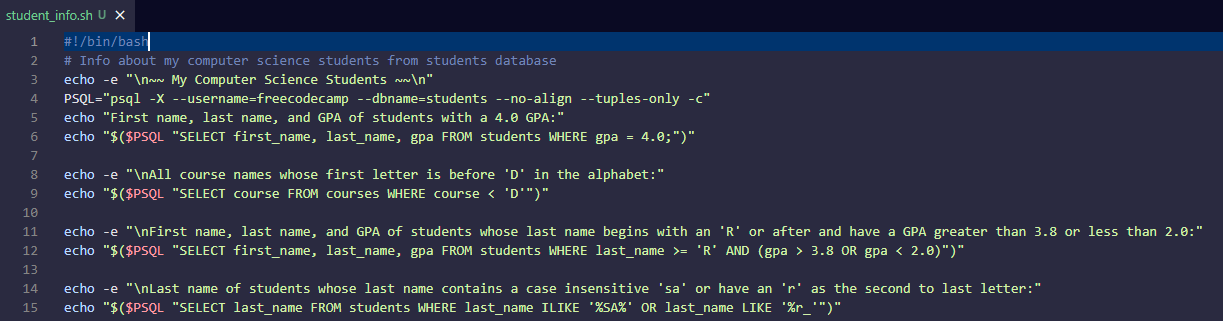 student_info.sh U ×
1 #!/bin/bash
2 # Info about my computer science students from students database
3 echo -e "\n~~ My Computer Science Students ~~\n"
4 PSQL="psql -X --username=freecodecamp --dbname=students --no-align --tuples-only -c"
5 echo "First name, last name, and GPA of students with a 4.0 GPA:"
6 echo "$($PSQL "SELECT first_name, last_name, gpa FROM students WHERE gpa = 4.0;")"
7
8 echo -e "\nAll course names whose first letter is before 'D' in the alphabet:"
9 echo "$($PSQL "SELECT course FROM courses WHERE course < 'D'")"
10
11 echo -e "\nFirst name, last name, and GPA of students whose last name begins with an 'R' or after and have a GPA greater than 3.8 or less than 2.0:"
12 echo "$($PSQL "SELECT first_name, last_name, gpa FROM students WHERE last_name >= 'R' AND (gpa > 3.8 OR gpa < 2.0)")"
13
14 echo -e "\nLast name of students whose last name contains a case insensitive 'sa' or have an 'r' as the second to last letter:"
15 echo "$($PSQL "SELECT last_name FROM students WHERE last_name ILIKE '%SA%' OR last_name LIKE '%r_'")"